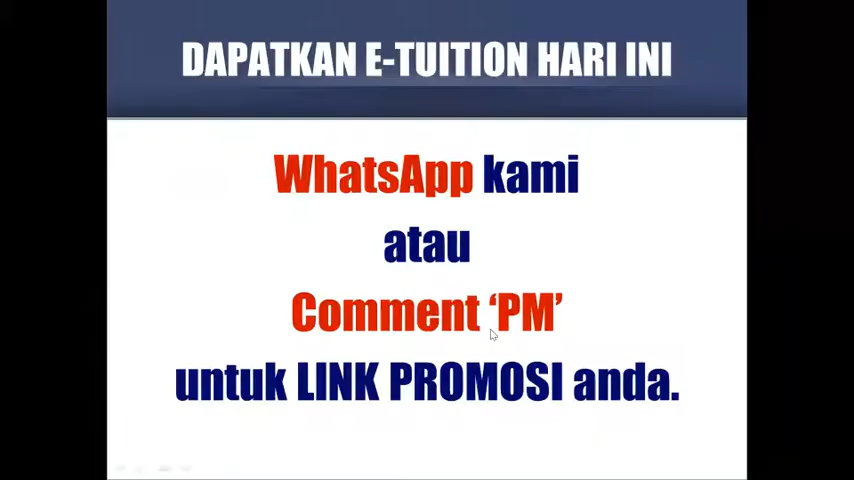 DAPATKAN E-TUITION HARI INI
WhatsApp kami
atau
Comment ‘PM’
untuk LINK PROMOSI anda.